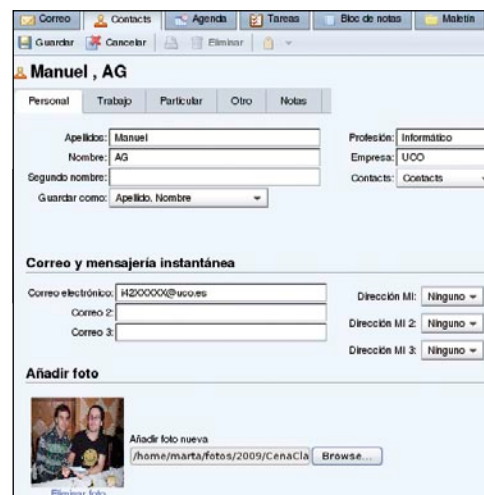 Correo Contacts Agenda Tareas Bloc de notas Maletín
Guardar Cancelar Eliminar
Manuel , AG
Personal Trabajo Particular Otro Notas
Apellidos: Manuel Profesión: Informático
Nombre: AG Empresa: UCO
Segundo nombre: Contacts: Contacts
Guardar como: Apellido, Nombre
Correo y mensajería instantánea
Correo electrónico: i42XXXXX@uco.es Dirección MI: Ninguno
Correo 2: Dirección MI 2: Ninguno
Correo 3: Dirección MI 3: Ninguno
Añadir foto
Añadir foto nueva
/home/marta/fotos/2009/CenaCla Browse...
Eliminar foto